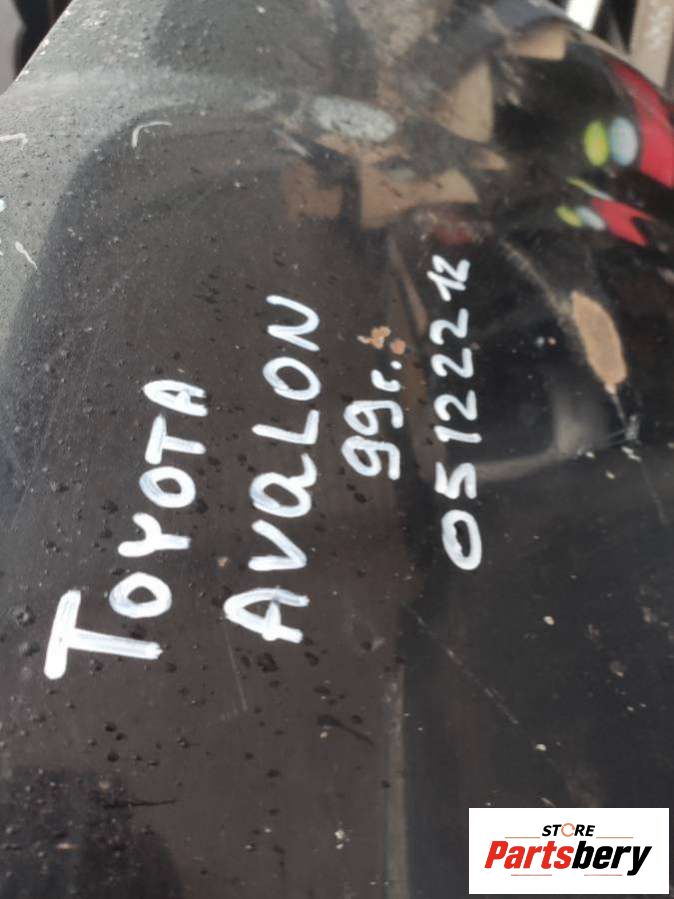 TOYOTA
AVALON
99г.
05122212
STORE
Partsbery